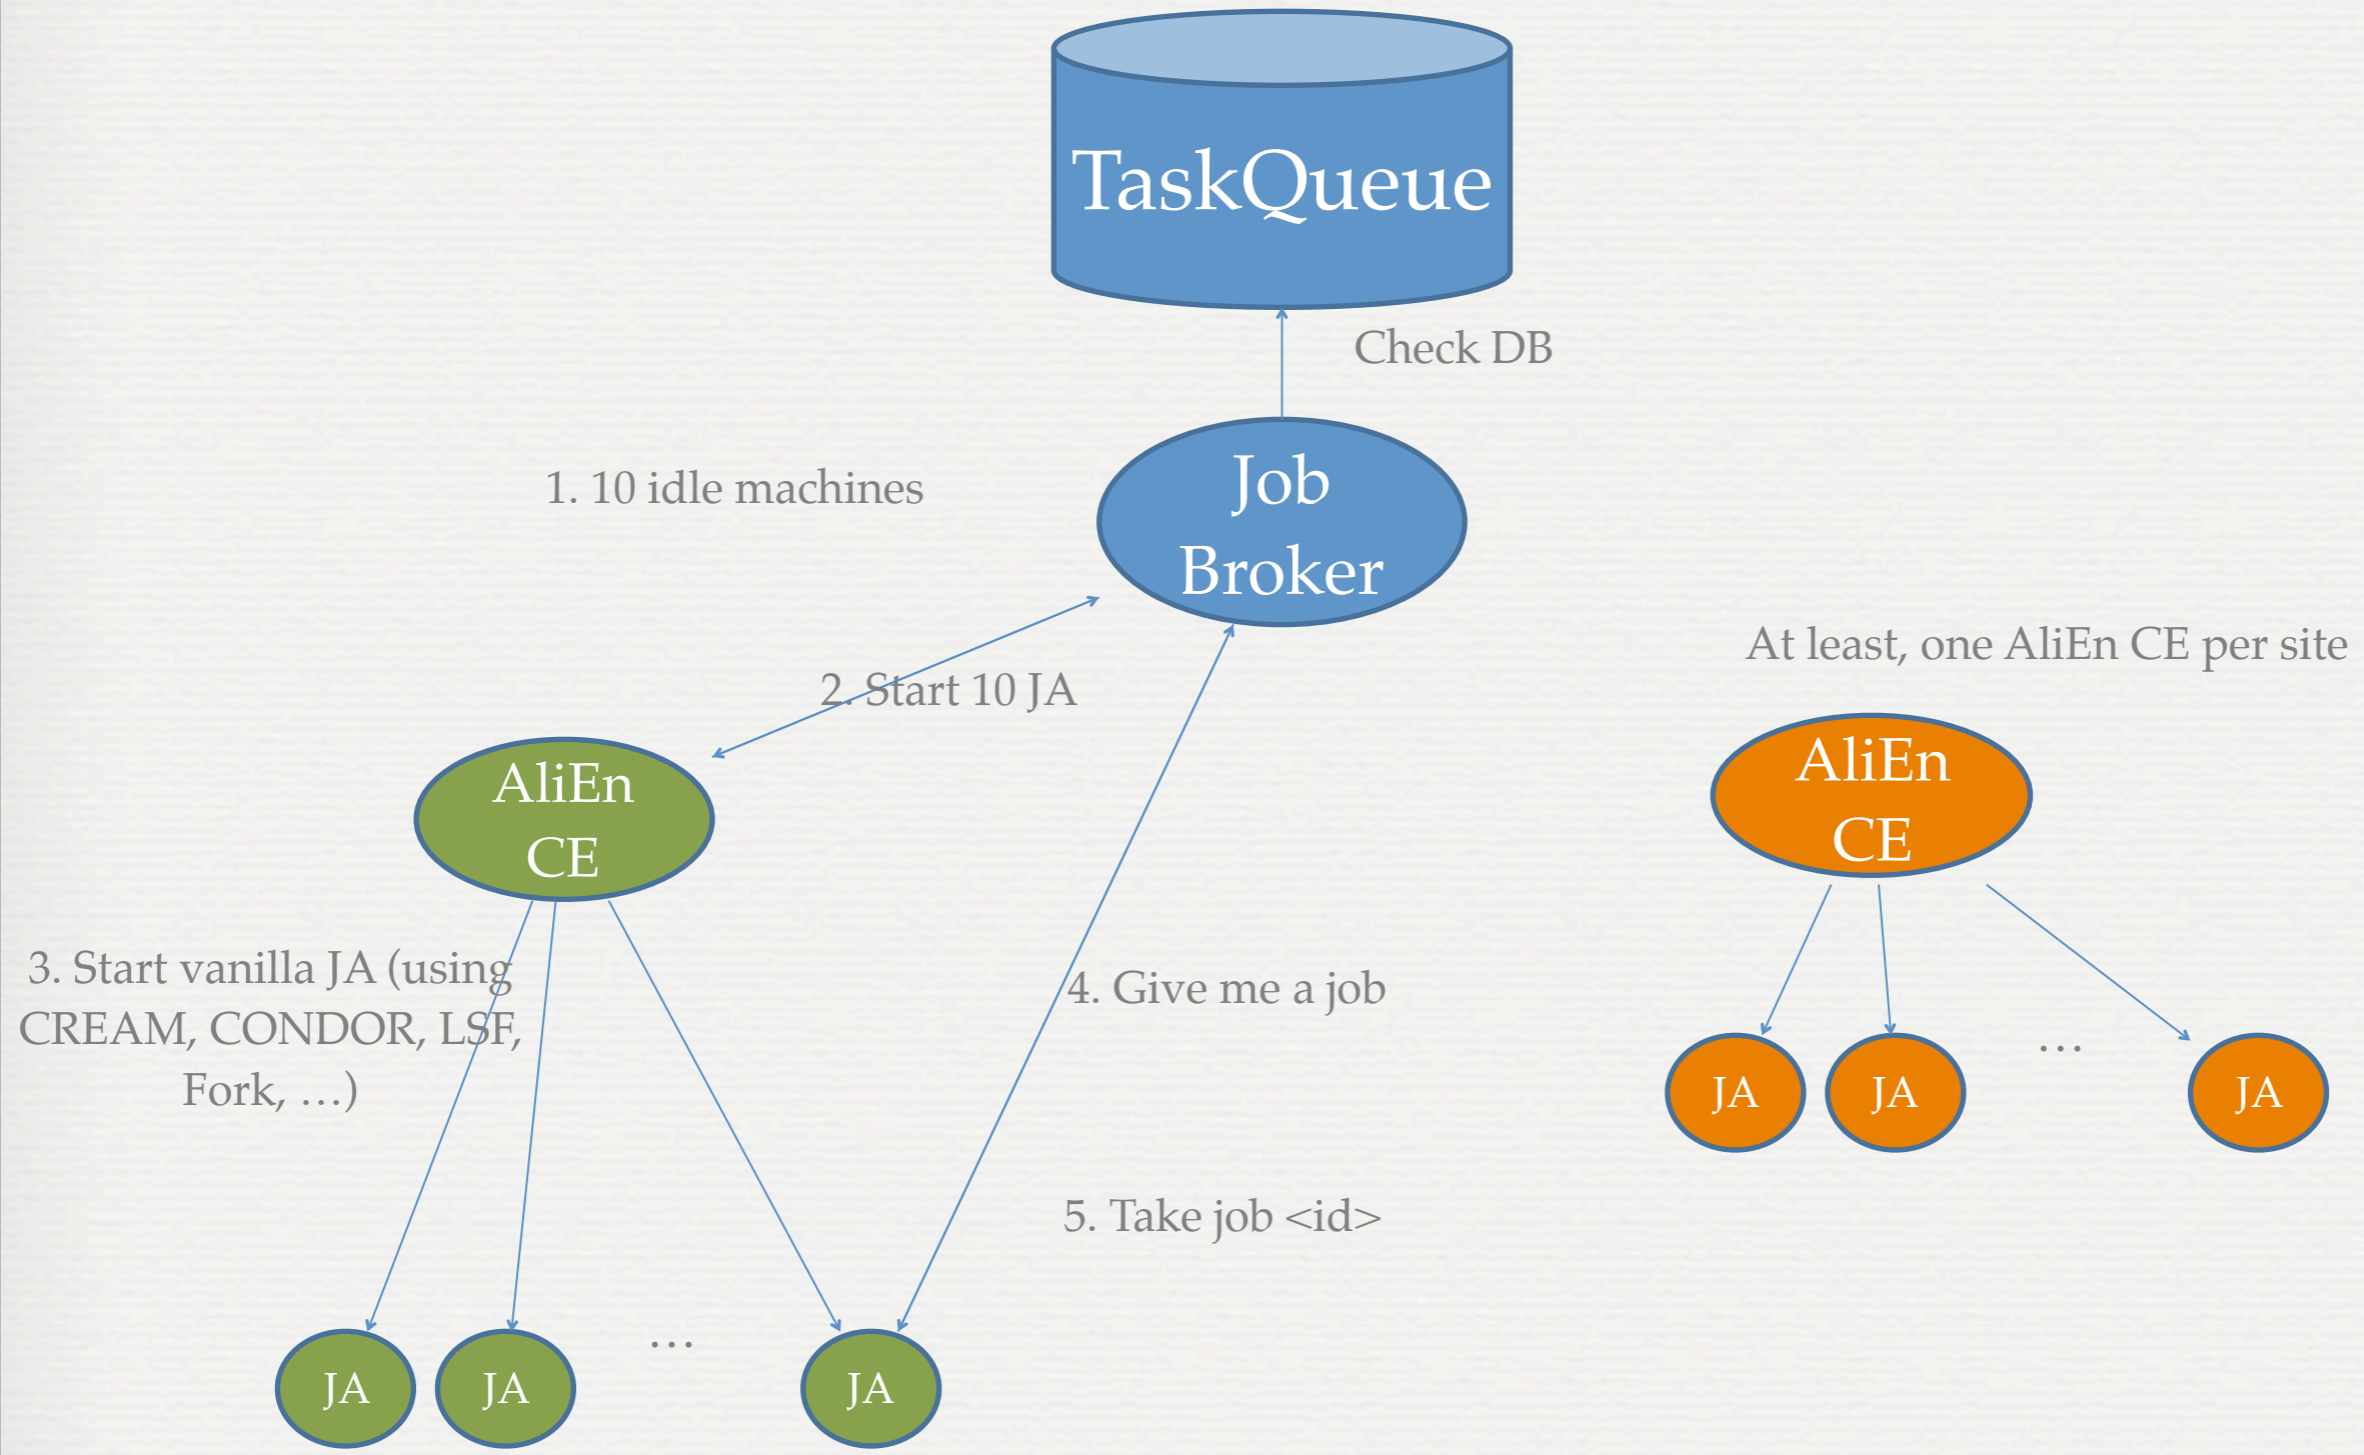 TaskQueue
Check DB
1. 10 idle machines
Job
Broker
At least, one AliEn CE per site
2. Start 10 JA
AliEn
CE
AliEn
CE
3. Start vanilla JA (using
CREAM, CONDOR, LSF,
Fork, …)
4. Give me a job
…
JA
JA
JA
5. Take job <id>
…
JA
JA
JA